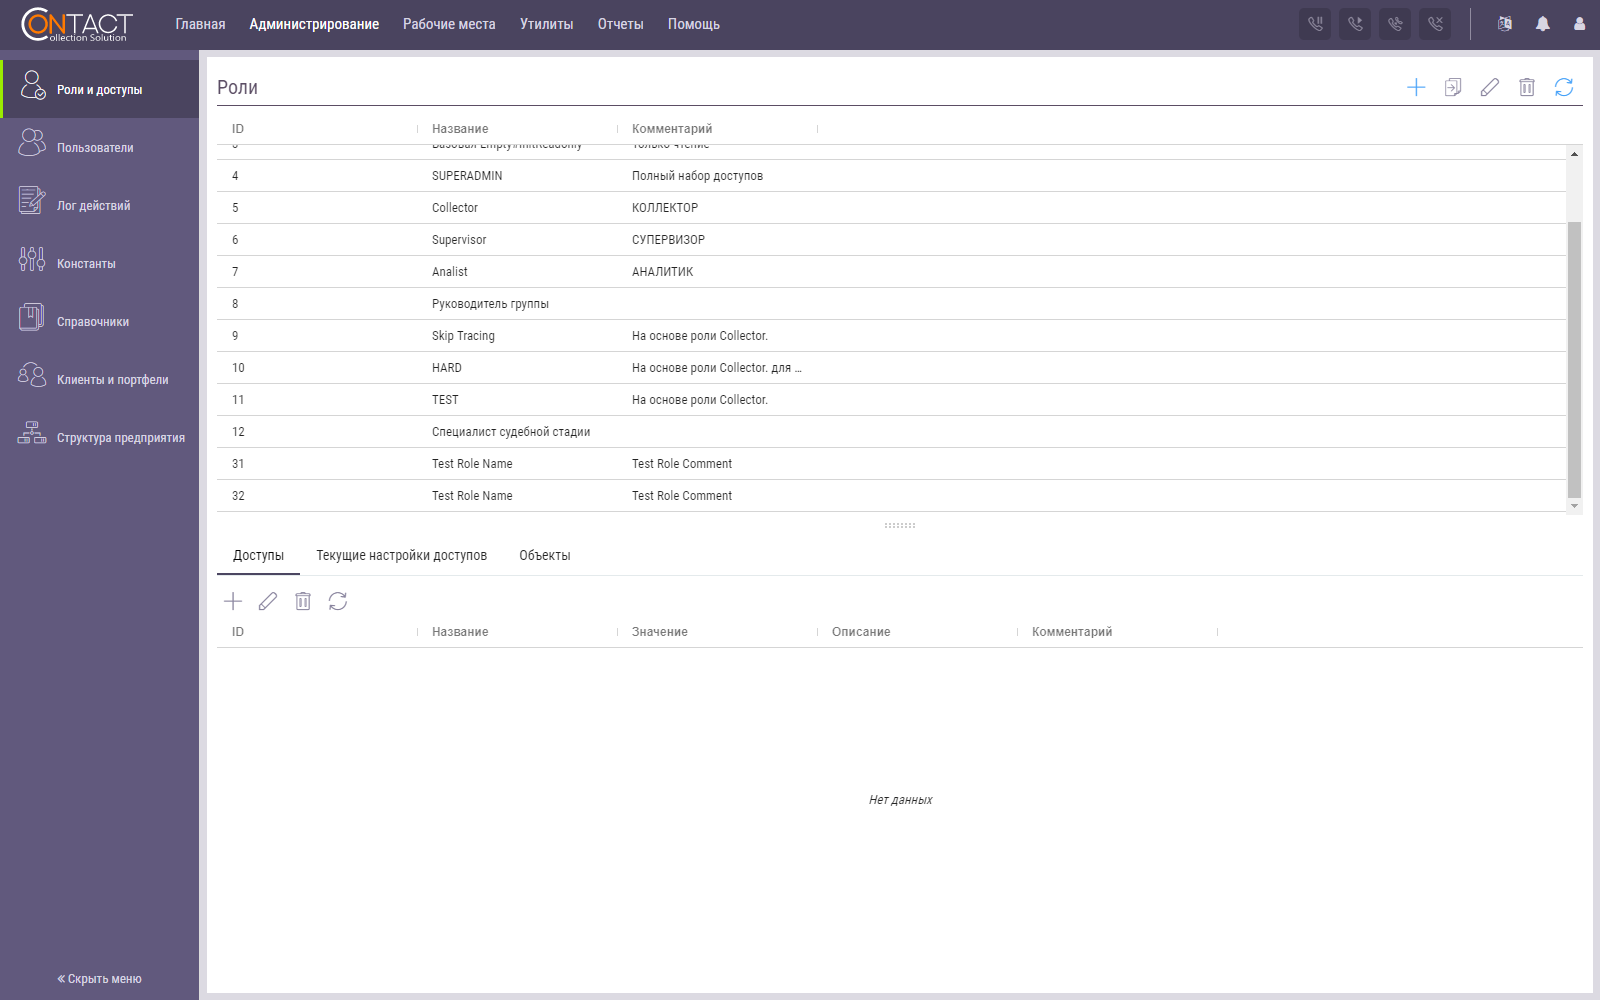 CONTACT
ollection Solution
Главная Администрирование Рабочие места Утилиты Отчеты Помощь
Роли и доступы
Пользователи
Лог действий
Константы
Справочники
Клиенты и портфели
Структура предприятия
« Скрыть меню
Роли
ID Название Комментарий
4 SUPERADMIN Полный набор доступов
5 Collector КОЛЛЕКТОР
6 Supervisor СУПЕРВИЗОР
7 Analist АНАЛИТИК
8 Руководитель группы
9 Skip Tracing На основе роли Collector.
10 HARD На основе роли Collector. для ...
11 TEST На основе роли Collector.
12 Специалист судебной стадии
31 Test Role Name Test Role Comment
32 Test Role Name Test Role Comment
Доступы Текущие настройки доступов Объекты
ID Название Значение Описание Комментарий
Нет данных